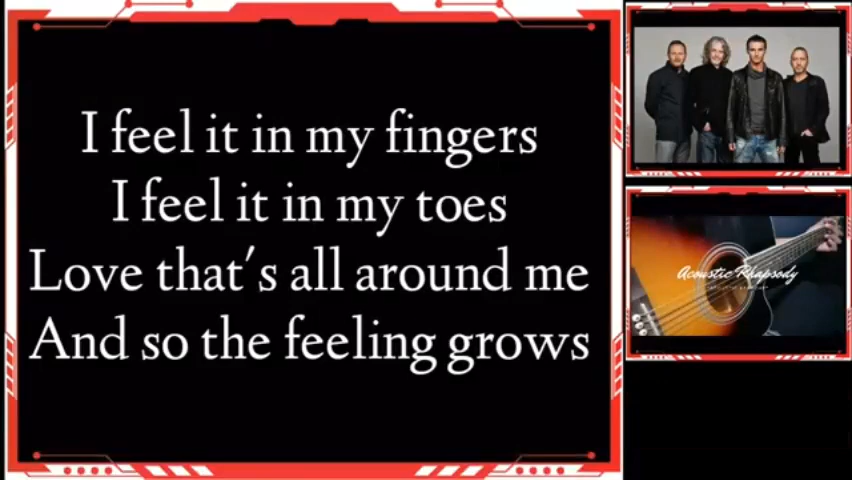 I feel it in my fingers
I feel it in my toes
Love that's all around me
And so the feeling grows
Acoustic Rhapsody